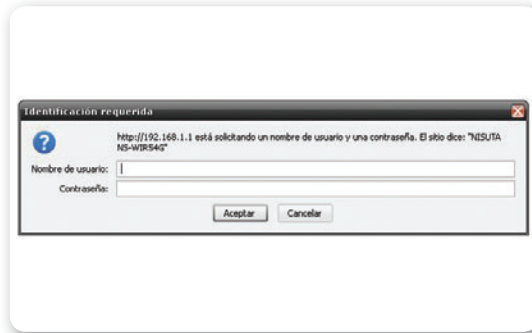 Identificación requerida
http://192.168.1.1 está solicitando un nombre de usuario y una contraseña. El sitio dice: "NISUTA
NS-WIR54G"
Nombre de usuario:
Contraseña:
Aceptar Cancelar